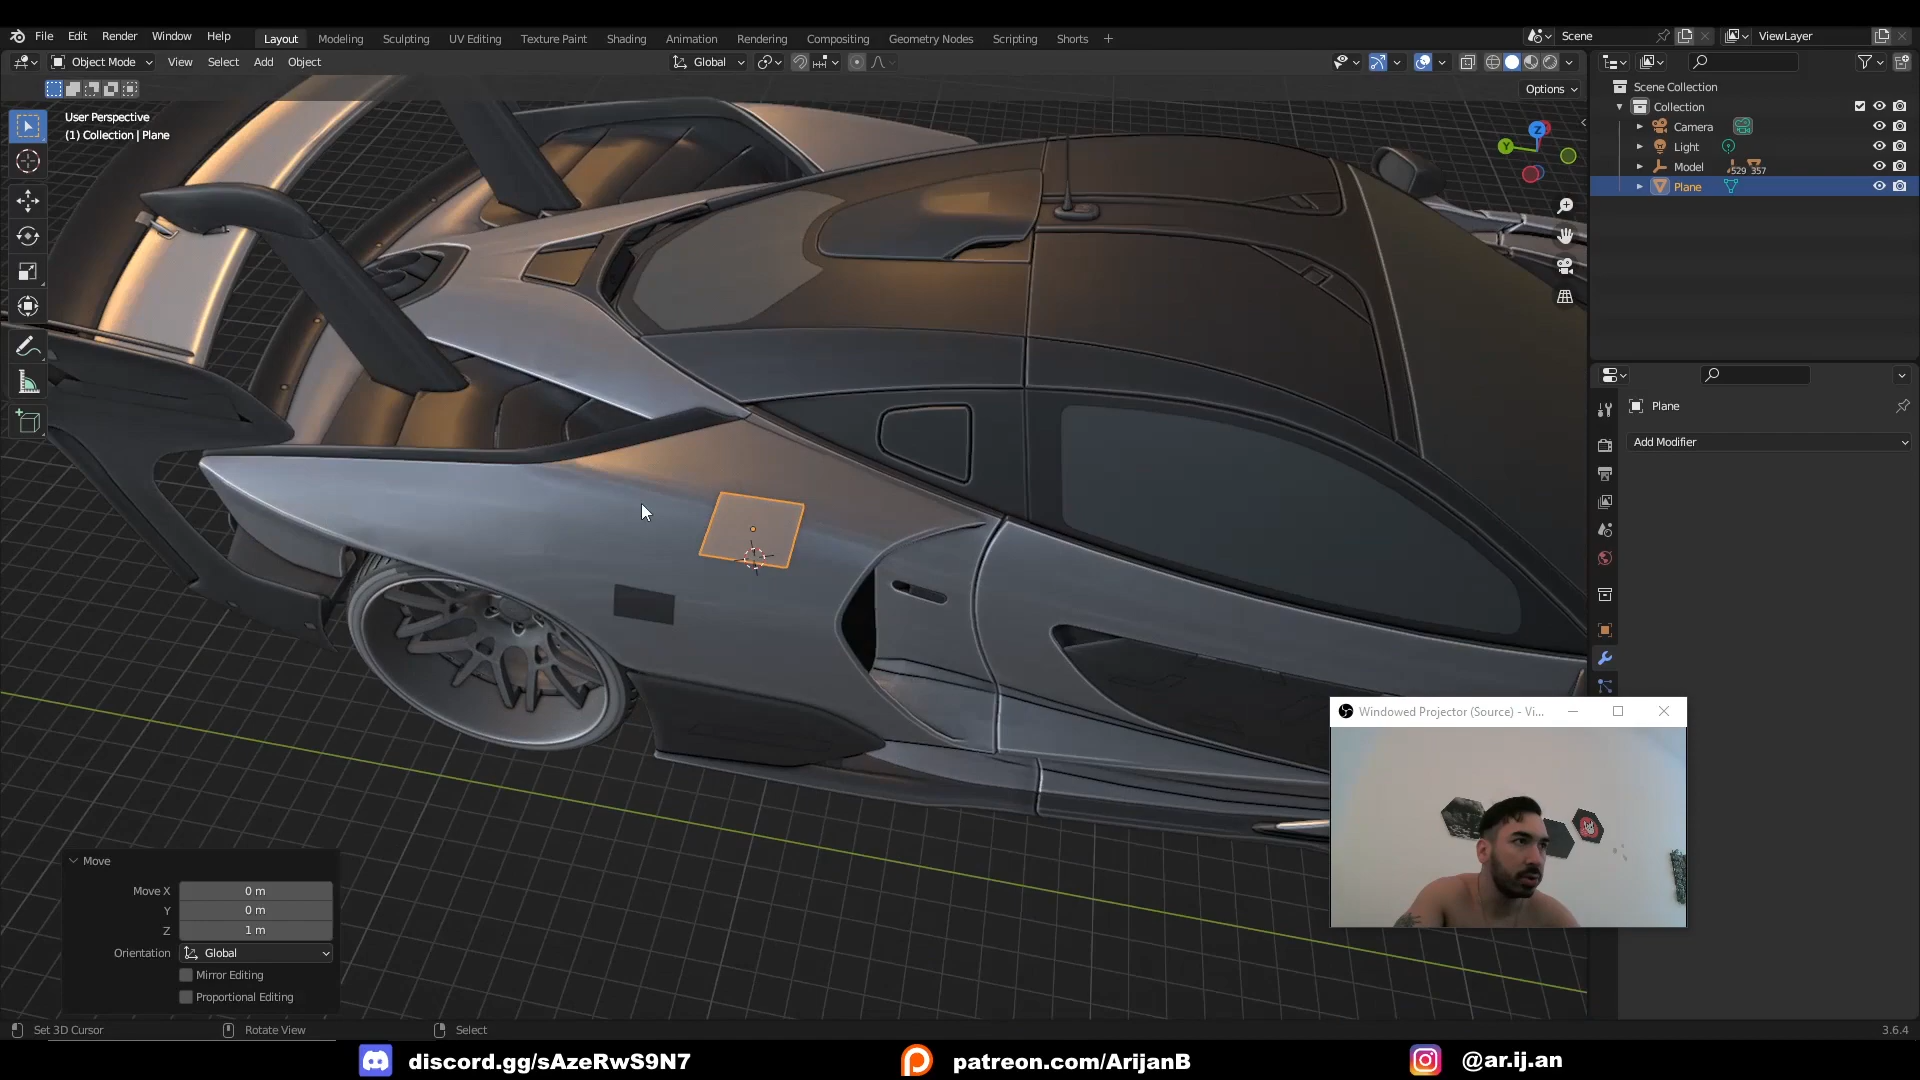 File Edit Render Window Help Layout Modeling Sculpting UV Editing Texture Paint Shading Animation Rendering Compositing Geometry Nodes Scripting Shorts + Scene ViewLayer
Object Mode View Select Add Object Global
Options
User Perspective
(1) Collection | Plane
Z
Y
Scene Collection
Collection
Camera
Light
Model 529 357
Plane
Plane
Add Modifier
Windowed Projector (Source) - Vi...
Move
Move X 0 m
Y 0 m
Z 1 m
Orientation Global
Mirror Editing
Proportional Editing
Set 3D Cursor Rotate View Select 3.6.4
discord.gg/sAzeRwS9N7 patreon.com/ArijanB @ar.ij.an